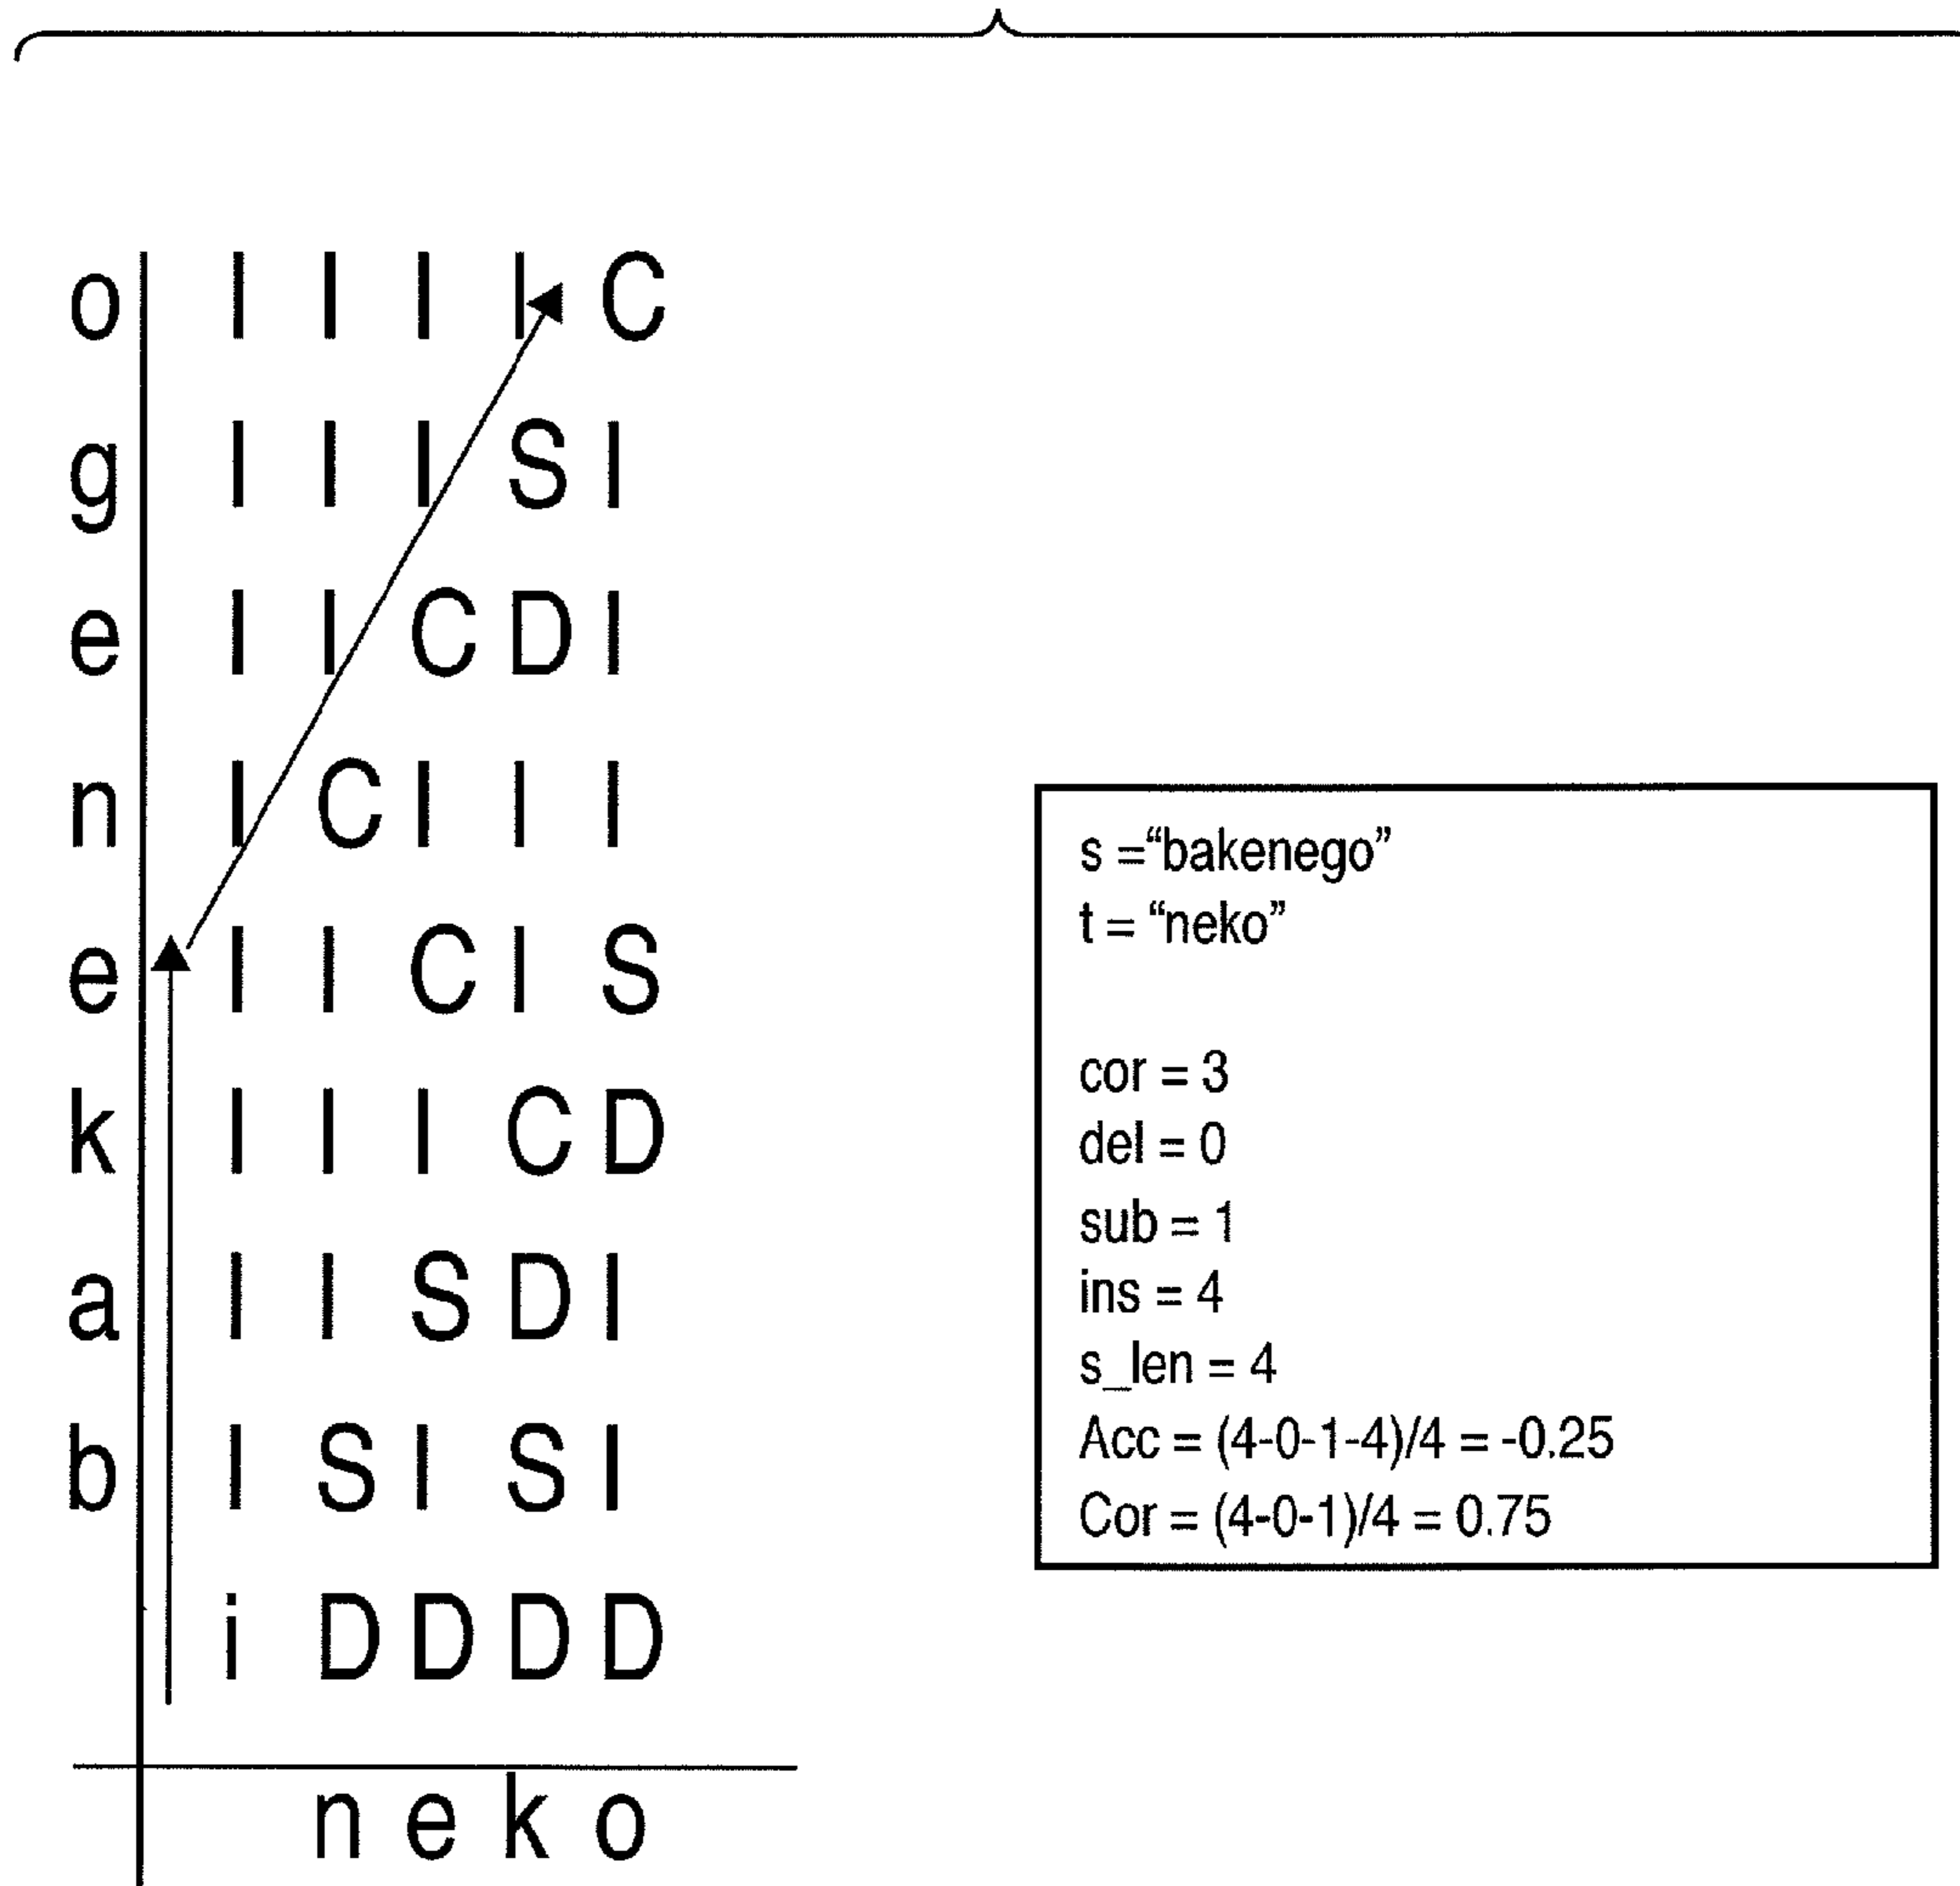 o I I I I C
g I I I S I
e I I C D I
n I C I I I
e I I C I S
k I I I C D
a I I S D I
b I S I S I
i D D D D
n e k o
s =“bakenego”
t = “neko”
cor = 3
del = 0
sub = 1
ins = 4
s_len = 4
Acc = (4-0-1-4)/4 = -0.25
Cor = (4-0-1)/4 = 0.75